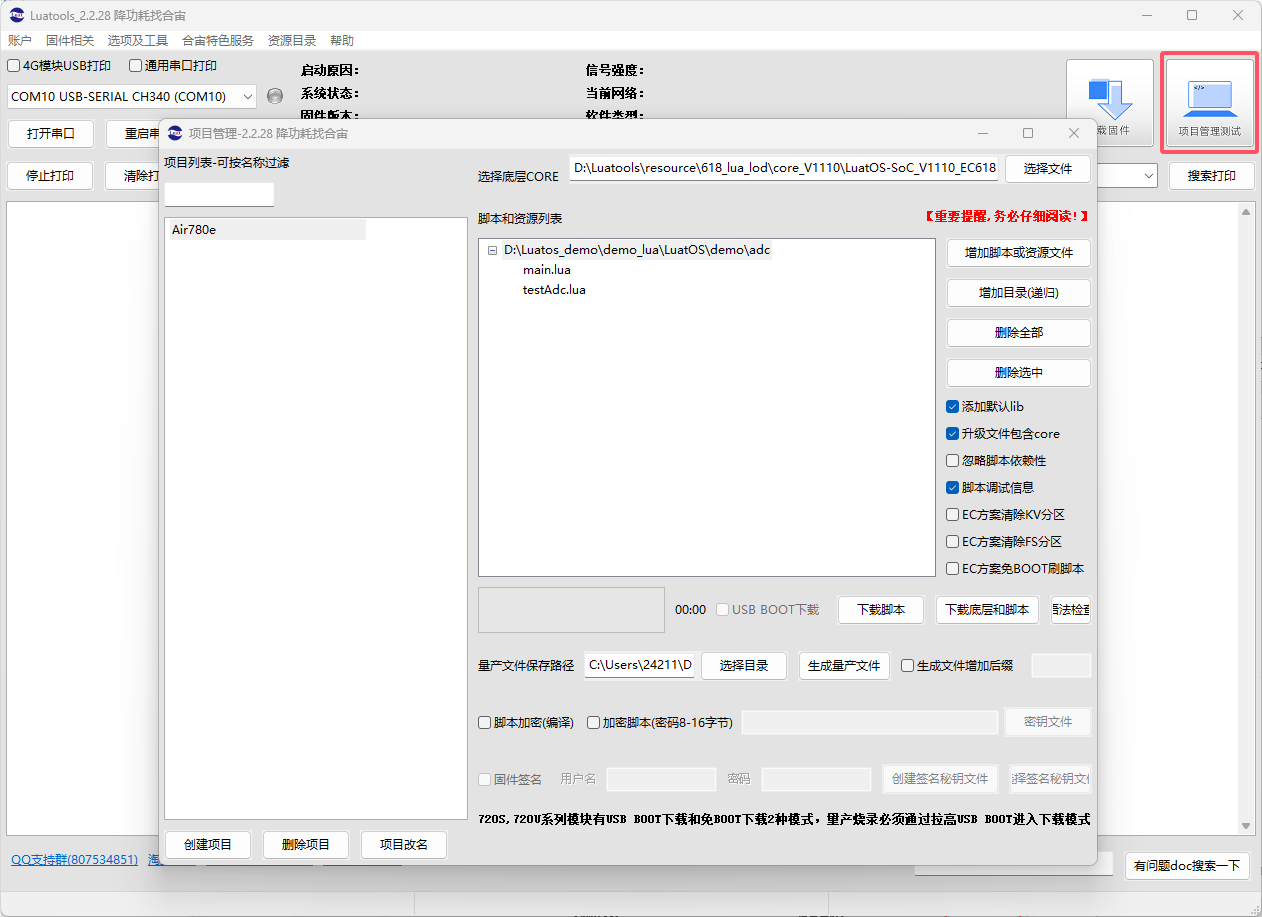 Luatools_2.2.28 降功耗找合宙
账户 固件相关 选项及工具 合宙特色服务 资源目录 帮助
4G模块USB打印 通用串口打印
启动原因: 信号强度:
COM10 USB-SERIAL CH340 (COM10) 系统状态: 当前网络:
固件版本: 软件类型:
载固件 项目管理测试
打开串口 重启串
停止打印 清除打 搜索打印
项目管理-2.2.28 降功耗找合宙
项目列表-可按名称过滤
选择底层CORE D:\Luatools\resource\618_lua_lod\core_V1110\LuatOS-SoC_V1110_EC618 选择文件
脚本和资源列表 【重要提醒,务必仔细阅读!】
Air780e
D:\Luatos_demo\demo_lua\LuatOS\demo\adc
main.lua
testAdc.lua
增加脚本或资源文件
增加目录(递归)
删除全部
删除选中
添加默认lib
升级文件包含core
忽略脚本依赖性
脚本调试信息
EC方案清除KV分区
EC方案清除FS分区
EC方案免BOOT刷脚本
00:00 USB BOOT下载 下载脚本 下载底层和脚本 语法检查
量产文件保存路径 C:\Users\24211\D 选择目录 生成量产文件 生成文件增加后缀
脚本加密(编译) 加密脚本(密码8-16字节) 密钥文件
固件签名 用户名 密码 创建签名秘钥文件 择签名秘钥文件
720S,720U系列模块有USB BOOT下载和免BOOT下载2种模式，量产烧录必须通过拉高USB BOOT进入下载模式
创建项目 删除项目 项目改名
QQ支持群(807534851) 淘 有问题doc搜索一下